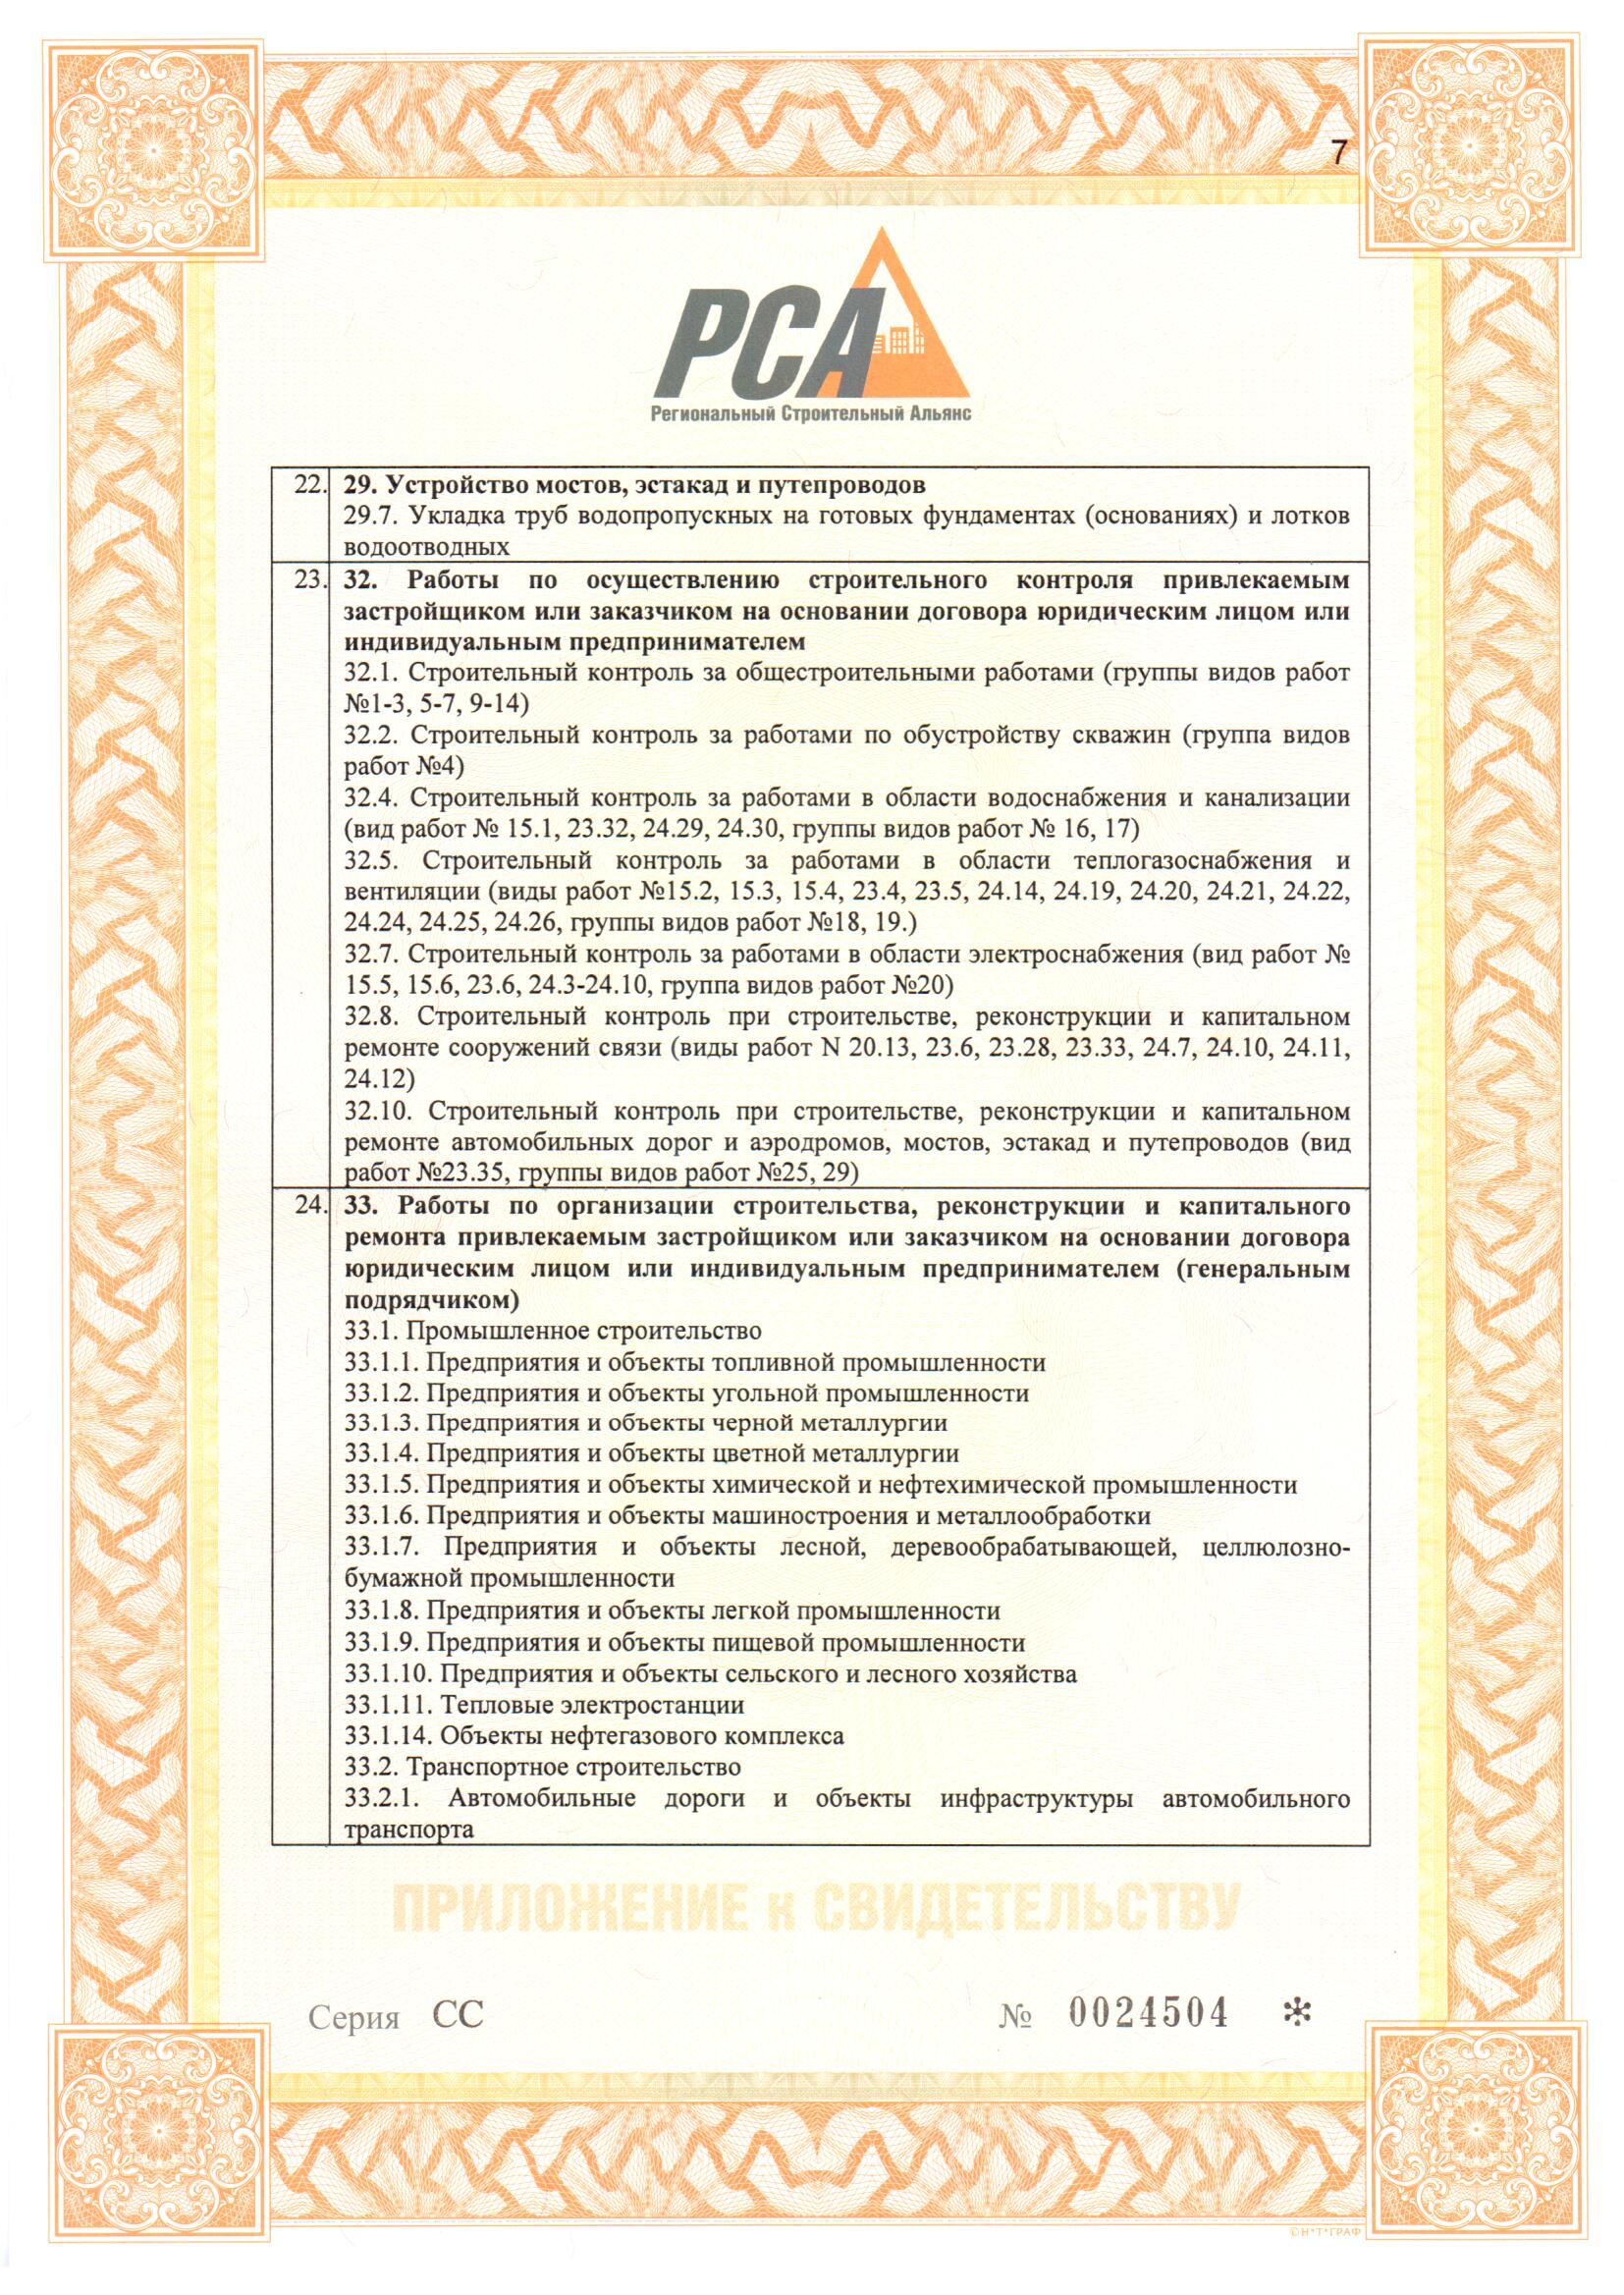 7
РСА
Региональный Строительный Альянс
22. 29. Устройство мостов, эстакад и путепроводов
29.7. Укладка труб водопропускных на готовых фундаментах (основаниях) и лотков
водоотводных
23. 32. Работы по осуществлению строительного контроля привлекаемым
застройщиком или заказчиком на основании договора юридическим лицом или
индивидуальным предпринимателем
32.1. Строительный контроль за общестроительными работами (группы видов работ
№1-3, 5-7, 9-14)
32.2. Строительный контроль за работами по обустройству скважин (группа видов
работ №4)
32.4. Строительный контроль за работами в области водоснабжения и канализации
(вид работ № 15.1, 23.32, 24.29, 24.30, группы видов работ № 16, 17)
32.5. Строительный контроль за работами в области теплогазоснабжения и
вентиляции (виды работ №15.2, 15.3, 15.4, 23.4, 23.5, 24.14, 24.19, 24.20, 24.21, 24.22,
24.24, 24.25, 24.26, группы видов работ №18, 19.)
32.7. Строительный контроль за работами в области электроснабжения (вид работ №
15.5, 15.6, 23.6, 24.3-24.10, группа видов работ №20)
32.8. Строительный контроль при строительстве, реконструкции и капитальном
ремонте сооружений связи (виды работ N 20.13, 23.6, 23.28, 23.33, 24.7, 24.10, 24.11,
24.12)
32.10. Строительный контроль при строительстве, реконструкции и капитальном
ремонте автомобильных дорог и аэродромов, мостов, эстакад и путепроводов (вид
работ №23.35, группы видов работ №25, 29)
24. 33. Работы по организации строительства, реконструкции и капитального
ремонта привлекаемым застройщиком или заказчиком на основании договора
юридическим лицом или индивидуальным предпринимателем (генеральным
подрядчиком)
33.1. Промышленное строительство
33.1.1. Предприятия и объекты топливной промышленности
33.1.2. Предприятия и объекты угольной промышленности
33.1.3. Предприятия и объекты черной металлургии
33.1.4. Предприятия и объекты цветной металлургии
33.1.5. Предприятия и объекты химической и нефтехимической промышленности
33.1.6. Предприятия и объекты машиностроения и металлообработки
33.1.7. Предприятия и объекты лесной, деревообрабатывающей, целлюлозно-
бумажной промышленности
33.1.8. Предприятия и объекты легкой промышленности
33.1.9. Предприятия и объекты пищевой промышленности
33.1.10. Предприятия и объекты сельского и лесного хозяйства
33.1.11. Тепловые электростанции
33.1.14. Объекты нефтегазового комплекса
33.2. Транспортное строительство
33.2.1. Автомобильные дороги и объекты инфраструктуры автомобильного
транспорта
ПРИЛОЖЕНИЕ к СВИДЕТЕЛЬСТВУ
Серия СС № 0024504 *
©Н*Т*ГРАФ